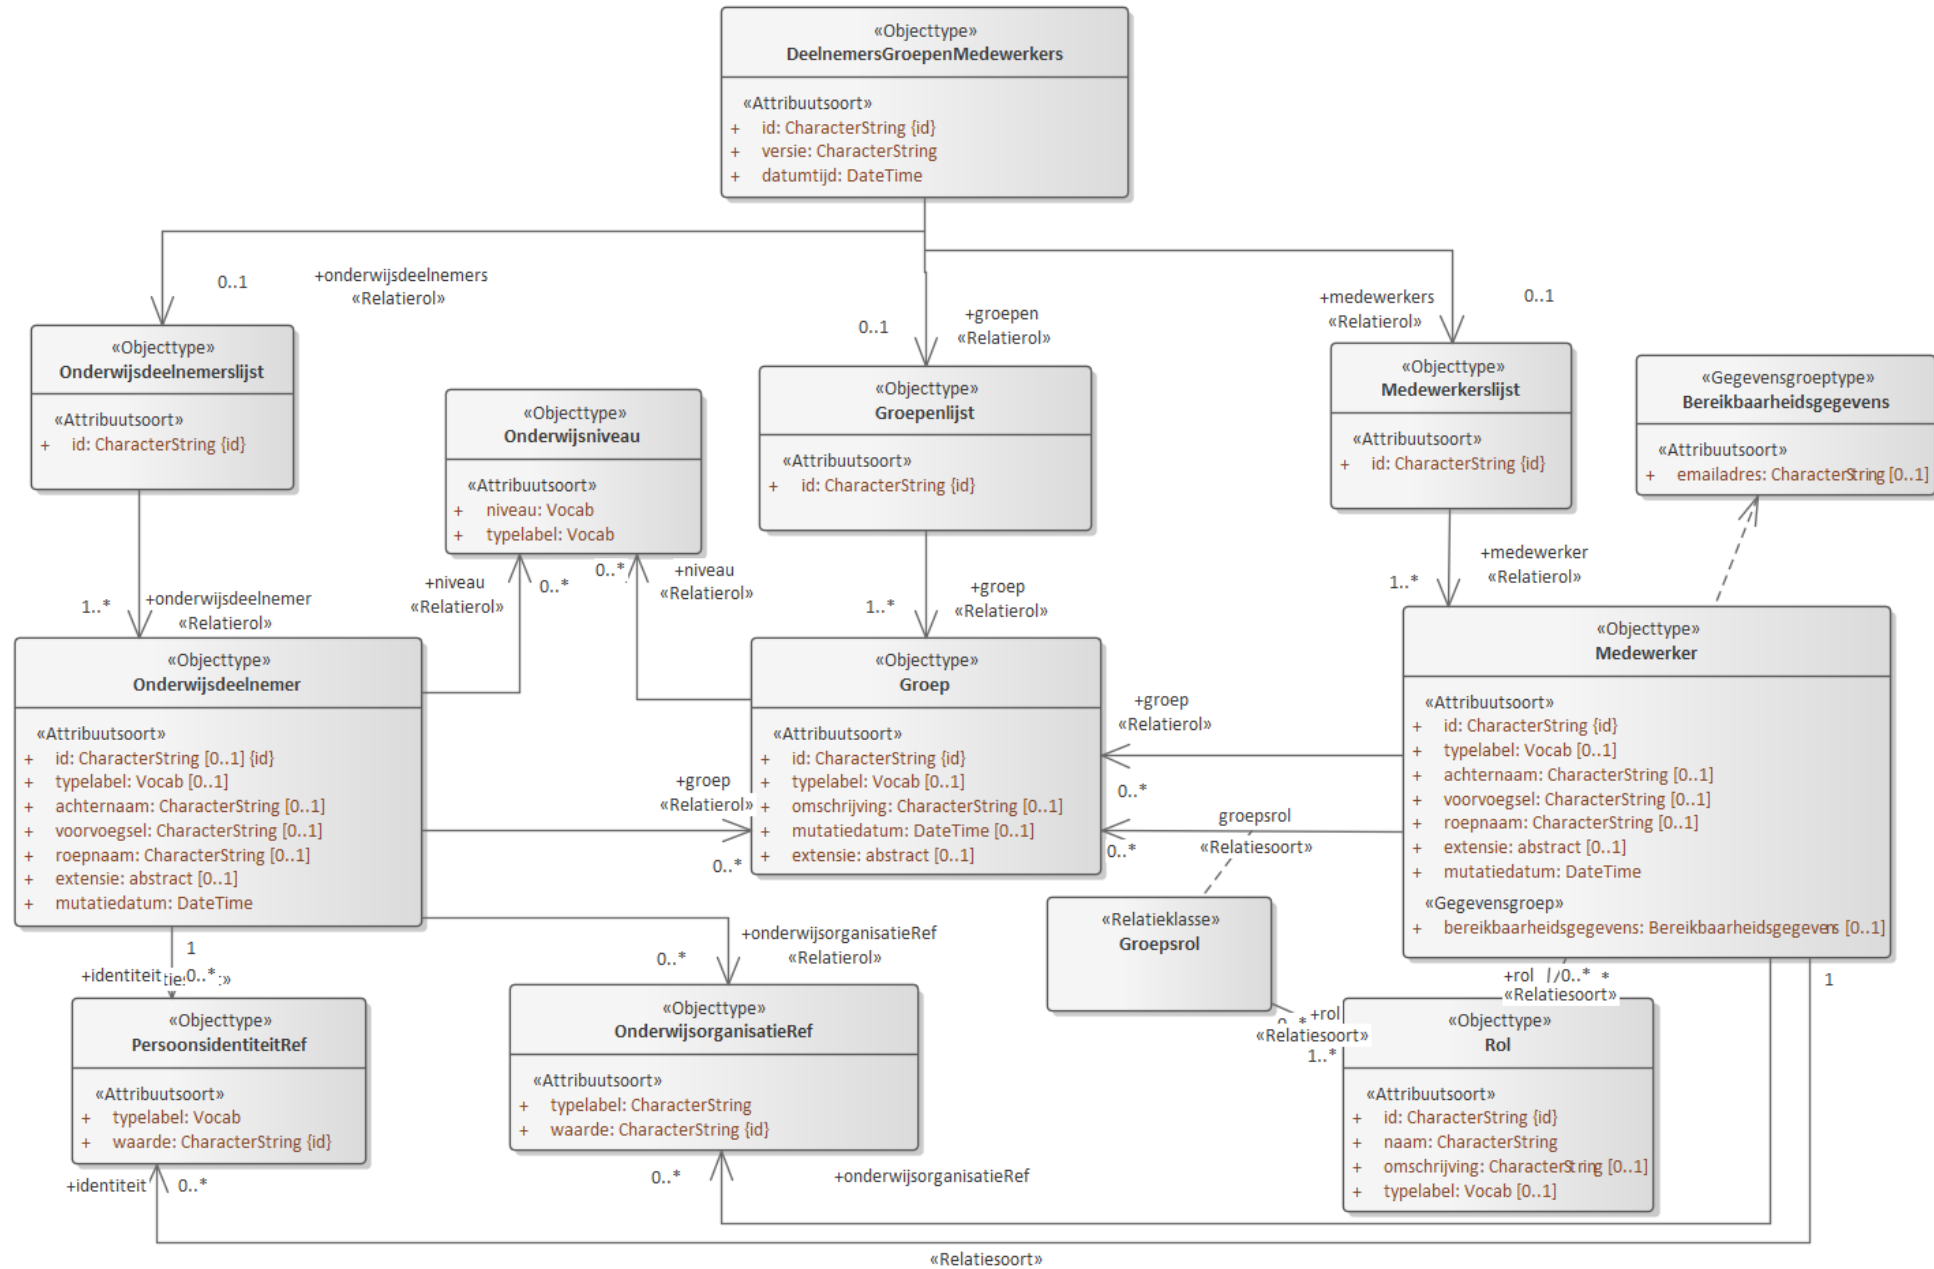 «Objecttype»
DeelnemersGroepenMedewerkers
«Attribuutsoort»
+ id: CharacterString {id}
+ versie: CharacterString
+ datumtijd: DateTime
0..1
+onderwijsdeelnemers
«Relatierol»
0..1
+groepen
«Relatierol»
+medewerkers
«Relatierol»
0..1
«Objecttype»
Onderwijsdeelnemerslijst
«Attribuutsoort»
+ id: CharacterString {id}
«Objecttype»
Onderwijsniveau
«Attribuutsoort»
+ niveau: Vocab
+ typelabel: Vocab
«Objecttype»
Groepenlijst
«Attribuutsoort»
+ id: CharacterString {id}
«Objecttype»
Medewerkerslijst
«Attribuutsoort»
+ id: CharacterString {id}
«Gegevensgroeptype»
Bereikbaarheidsgegevens
«Attribuutsoort»
+ emailadres: CharacterString [0..1]
1..*
+onderwijsdeelnemer
«Relatierol»
+niveau
«Relatierol»
0..*
0..*
+niveau
«Relatierol»
1..*
+groep
«Relatierol»
1..*
+medewerker
«Relatierol»
«Objecttype»
Onderwijsdeelnemer
«Attribuutsoort»
+ id: CharacterString [0..1] {id}
+ typelabel: Vocab [0..1]
+ achternaam: CharacterString [0..1]
+ voorvoegsel: CharacterString [0..1]
+ roepnaam: CharacterString [0..1]
+ extensie: abstract [0..1]
+ mutatiedatum: DateTime
+groep
«Relatierol»
0..*
«Objecttype»
Groep
«Attribuutsoort»
+ id: CharacterString {id}
+ typelabel: Vocab [0..1]
+ omschrijving: CharacterString [0..1]
+ mutatiedatum: DateTime [0..1]
+ extensie: abstract [0..1]
+groep
«Relatierol»
0..*
groepsrol
«Relatiesoort»
0..*
«Objecttype»
Medewerker
«Attribuutsoort»
+ id: CharacterString {id}
+ typelabel: Vocab [0..1]
+ achternaam: CharacterString [0..1]
+ voorvoegsel: CharacterString [0..1]
+ roepnaam: CharacterString [0..1]
+ extensie: abstract [0..1]
+ mutatiedatum: DateTime
«Gegevensgroep»
+ bereikbaarheidsgegevens: Bereikbaarheidsgegevens [0..1]
1
+identiteit
0..*
0..*
+onderwijsorganisatieRef
«Relatierol»
«Relatieklasse»
Groepsrol
+rol
0..*
*
«Relatiesoort»
1
0..*
+rol
«Relatiesoort»
1..*
«Objecttype»
PersoonsidentiteitRef
«Attribuutsoort»
+ typelabel: Vocab
+ waarde: CharacterString {id}
«Objecttype»
OnderwijsorganisatieRef
«Attribuutsoort»
+ typelabel: CharacterString
+ waarde: CharacterString {id}
«Objecttype»
Rol
«Attribuutsoort»
+ id: CharacterString {id}
+ naam: CharacterString
+ omschrijving: CharacterString [0..1]
+ typelabel: Vocab [0..1]
+identiteit
0..*
0..*
+onderwijsorganisatieRef
«Relatiesoort»